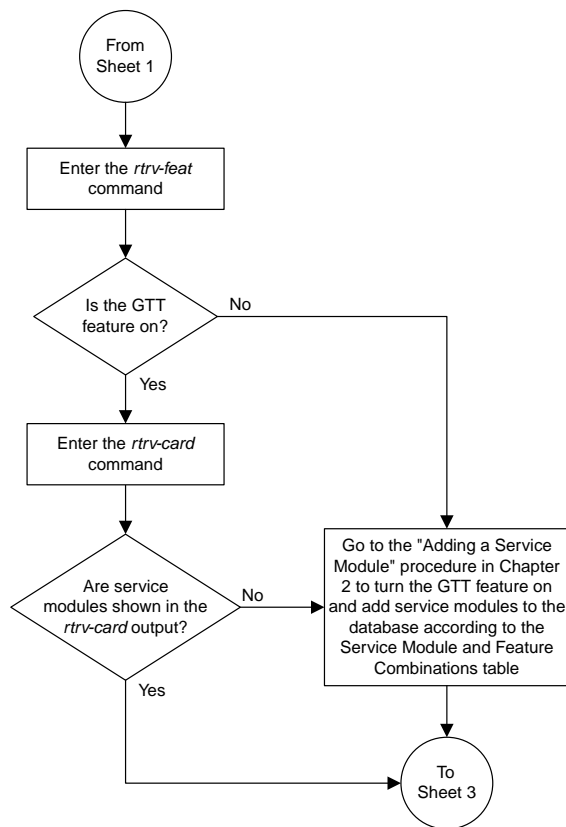 From
Sheet 1
Enter the rtrv-feat
command
Is the GTT
feature on?
No
Yes
Enter the rtrv-card
command
Are service
modules shown in the
rtrv-card output?
No
Yes
Go to the "Adding a Service
Module" procedure in Chapter
2 to turn the GTT feature on
and add service modules to the
database according to the
Service Module and Feature
Combinations table
To
Sheet 3